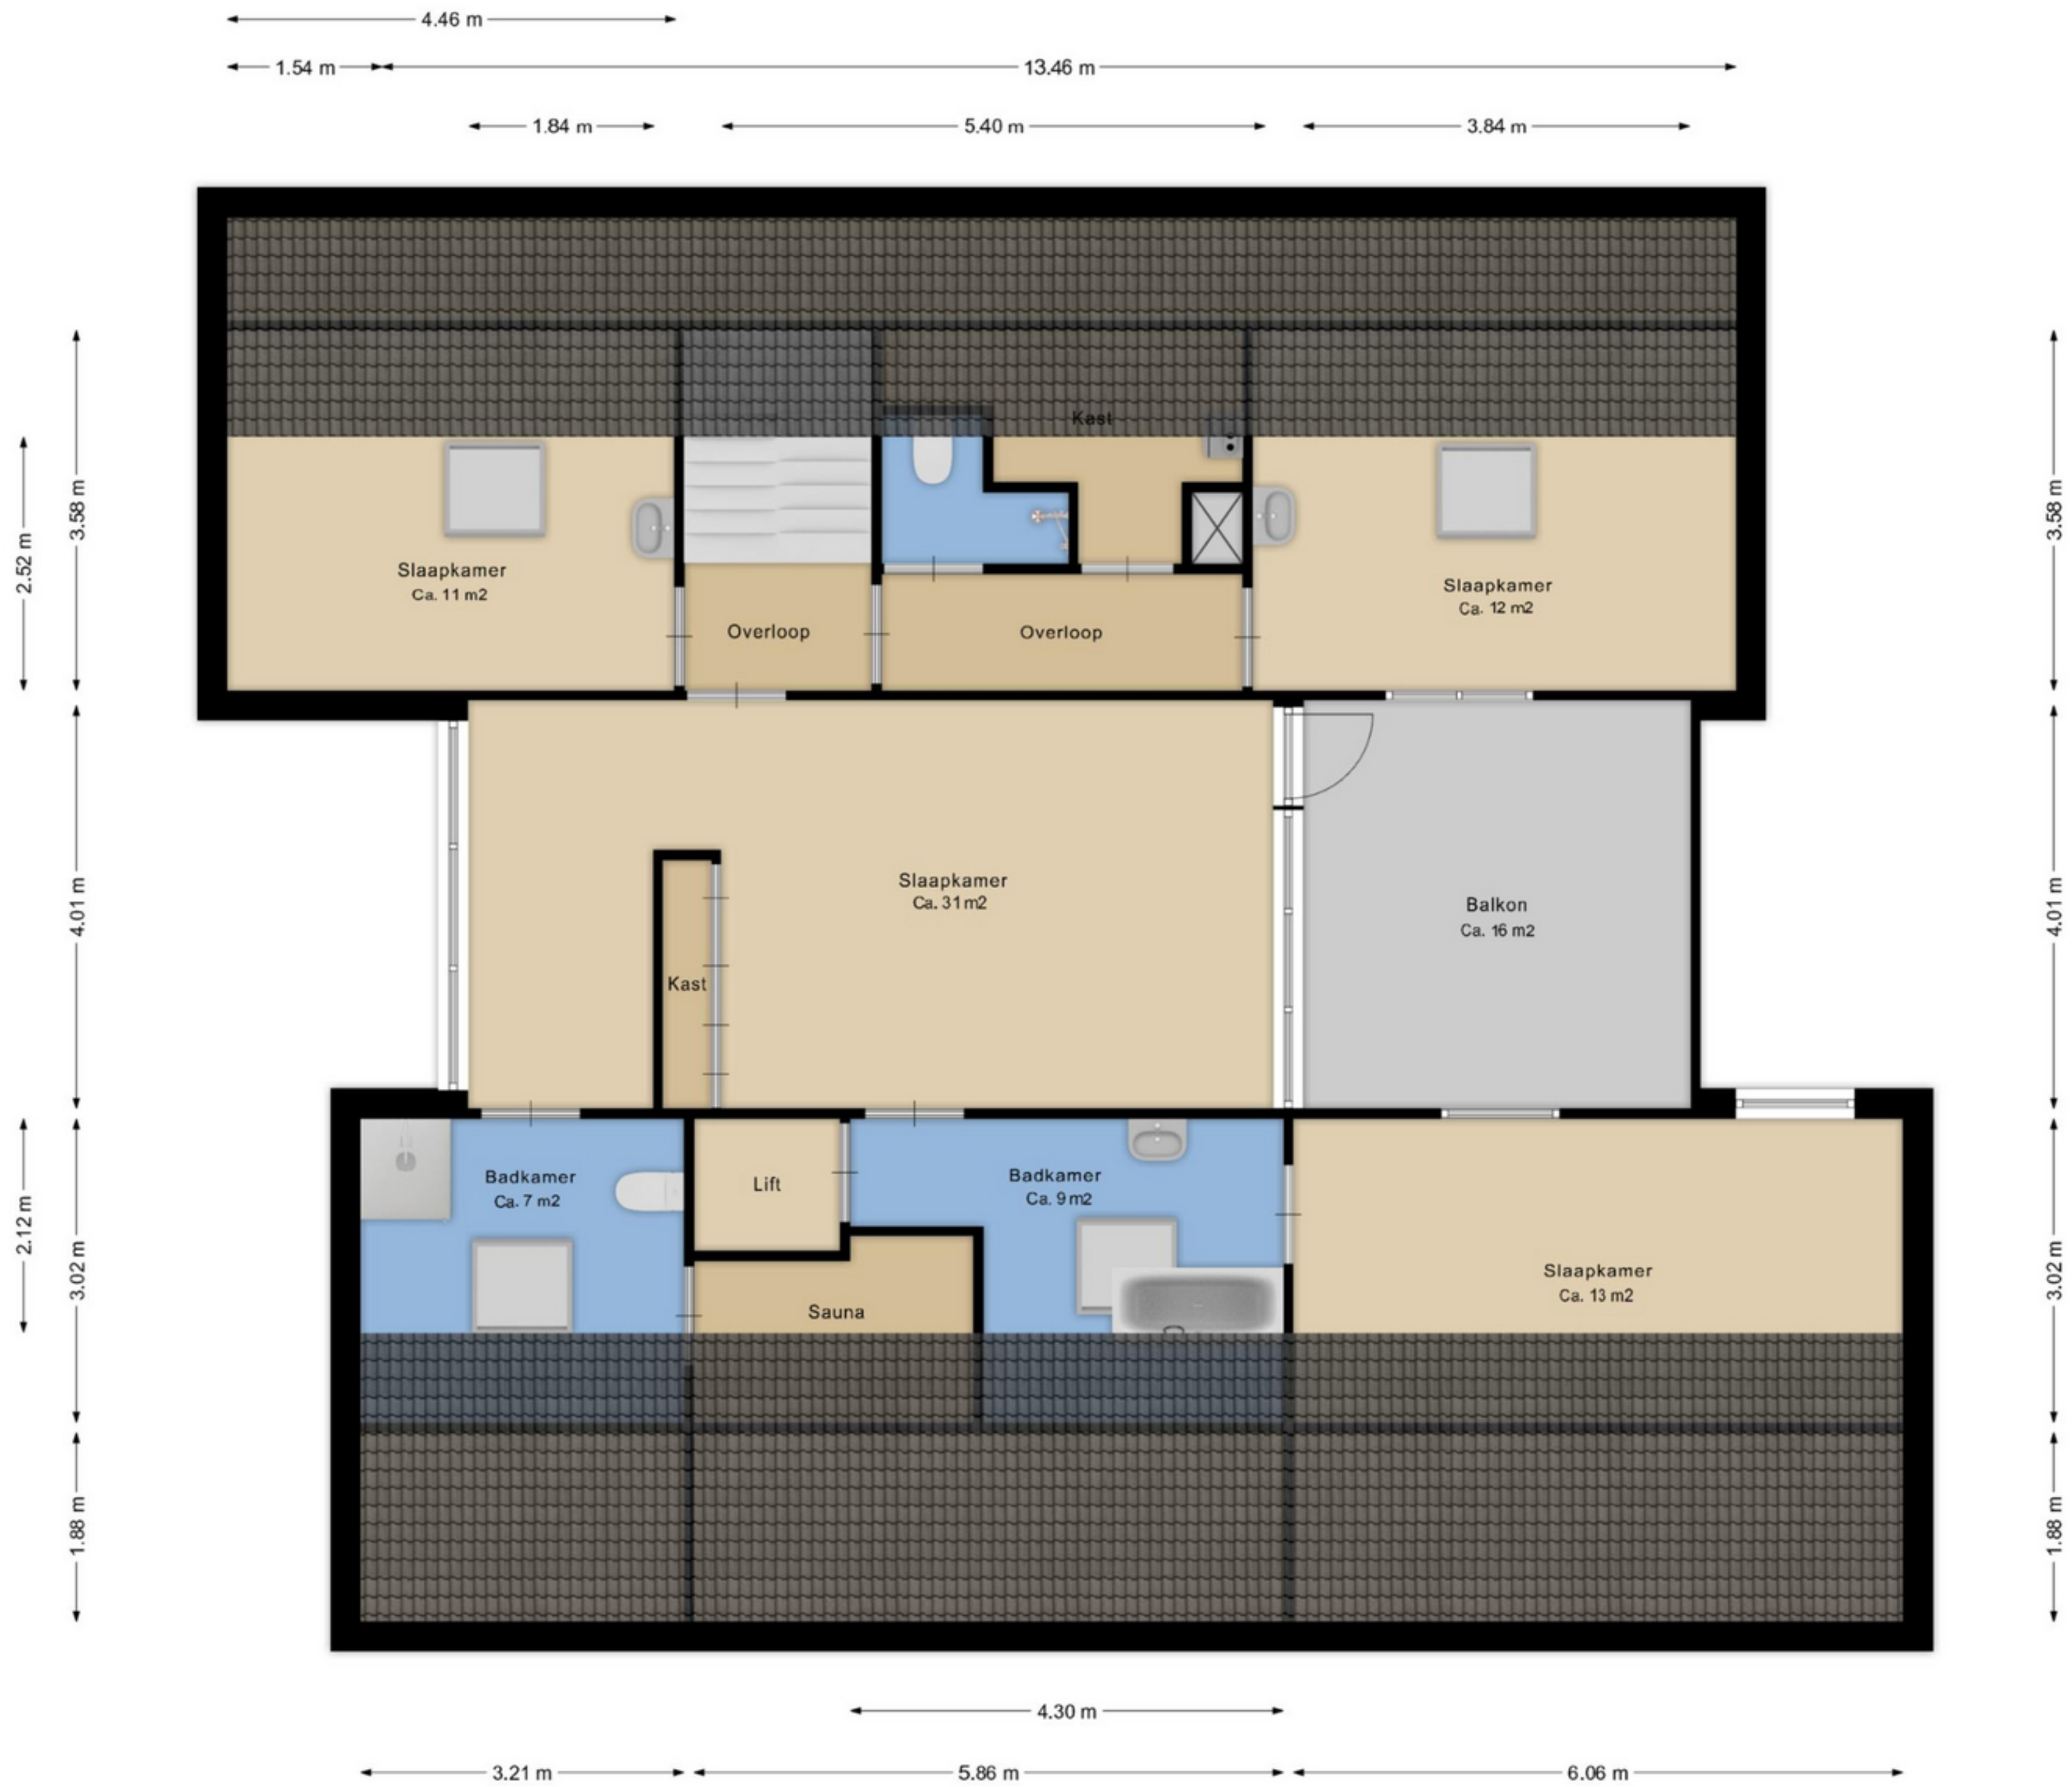 4.46 m
1.54 m
13.46 m
1.84 m
5.40 m
3.84 m
Kast
3.58 m
3.58 m
2.52 m
Slaapkamer
Ca. 11 m2
Slaapkamer
Ca. 12 m2
Overloop
Overloop
Slaapkamer
Ca. 31 m2
4.01 m
4.01 m
Balkon
Ca. 16 m2
Kast
Badkamer
Ca. 7 m2
Lift
Badkamer
Ca. 9 m2
2.12 m
3.02 m
3.02 m
Slaapkamer
Ca. 13 m2
Sauna
1.88 m
1.88 m
4.30 m
3.21 m
5.86 m
6.06 m